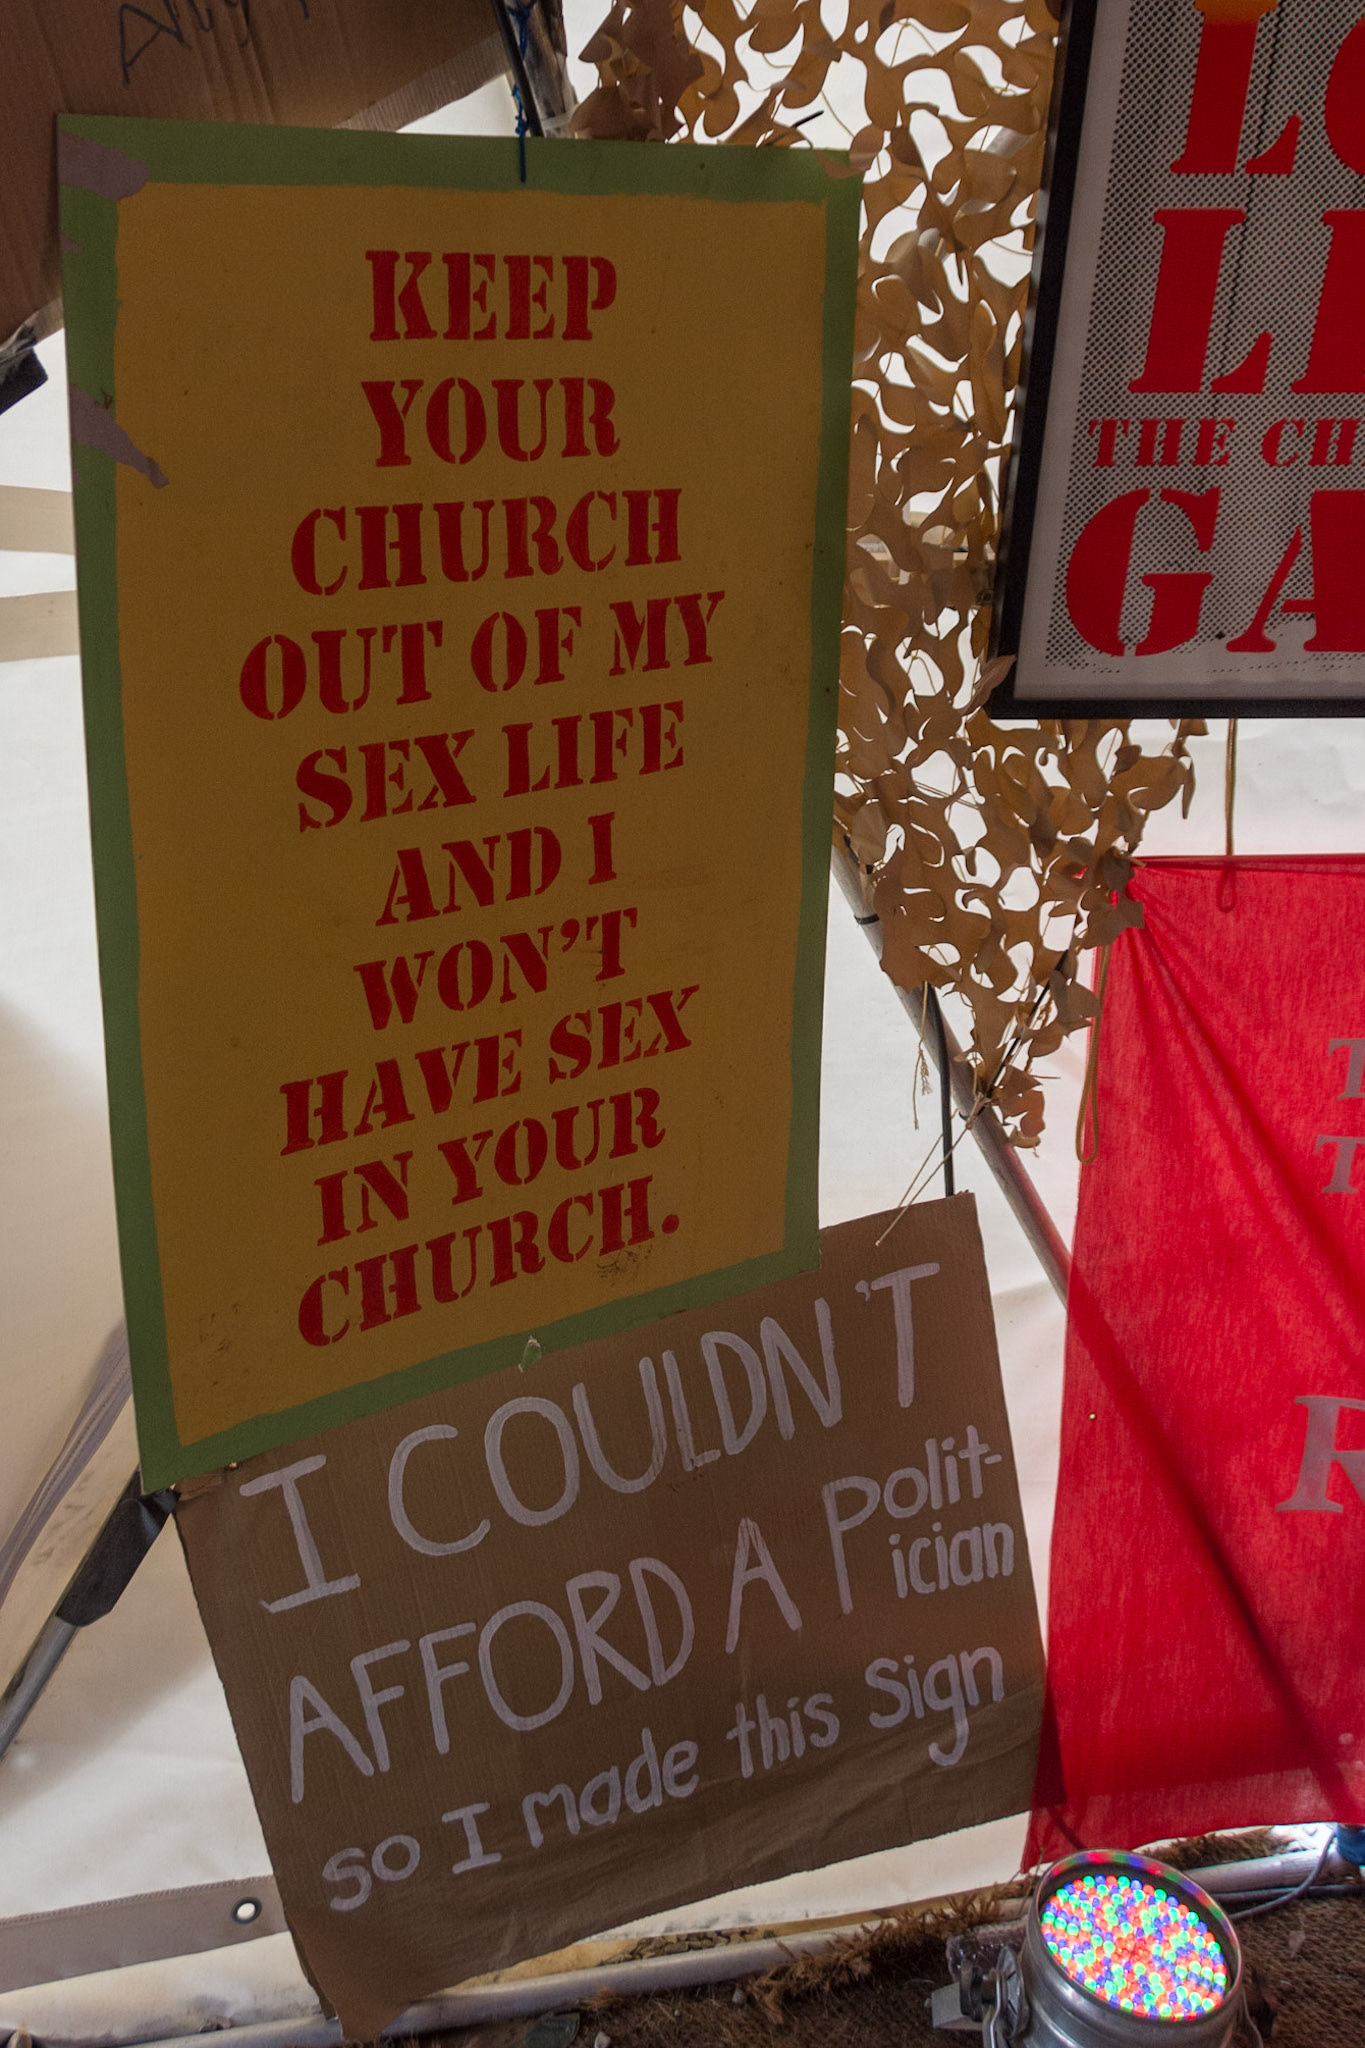 KEEP
YOUR
CHURCH
OUT OF MY
SEX LIFE
AND I
WON'T
HAVE SEX
IN YOUR
CHURCH.
I COULDN'T
AFFORD A Polit-
ician
so I made this Sign
THE